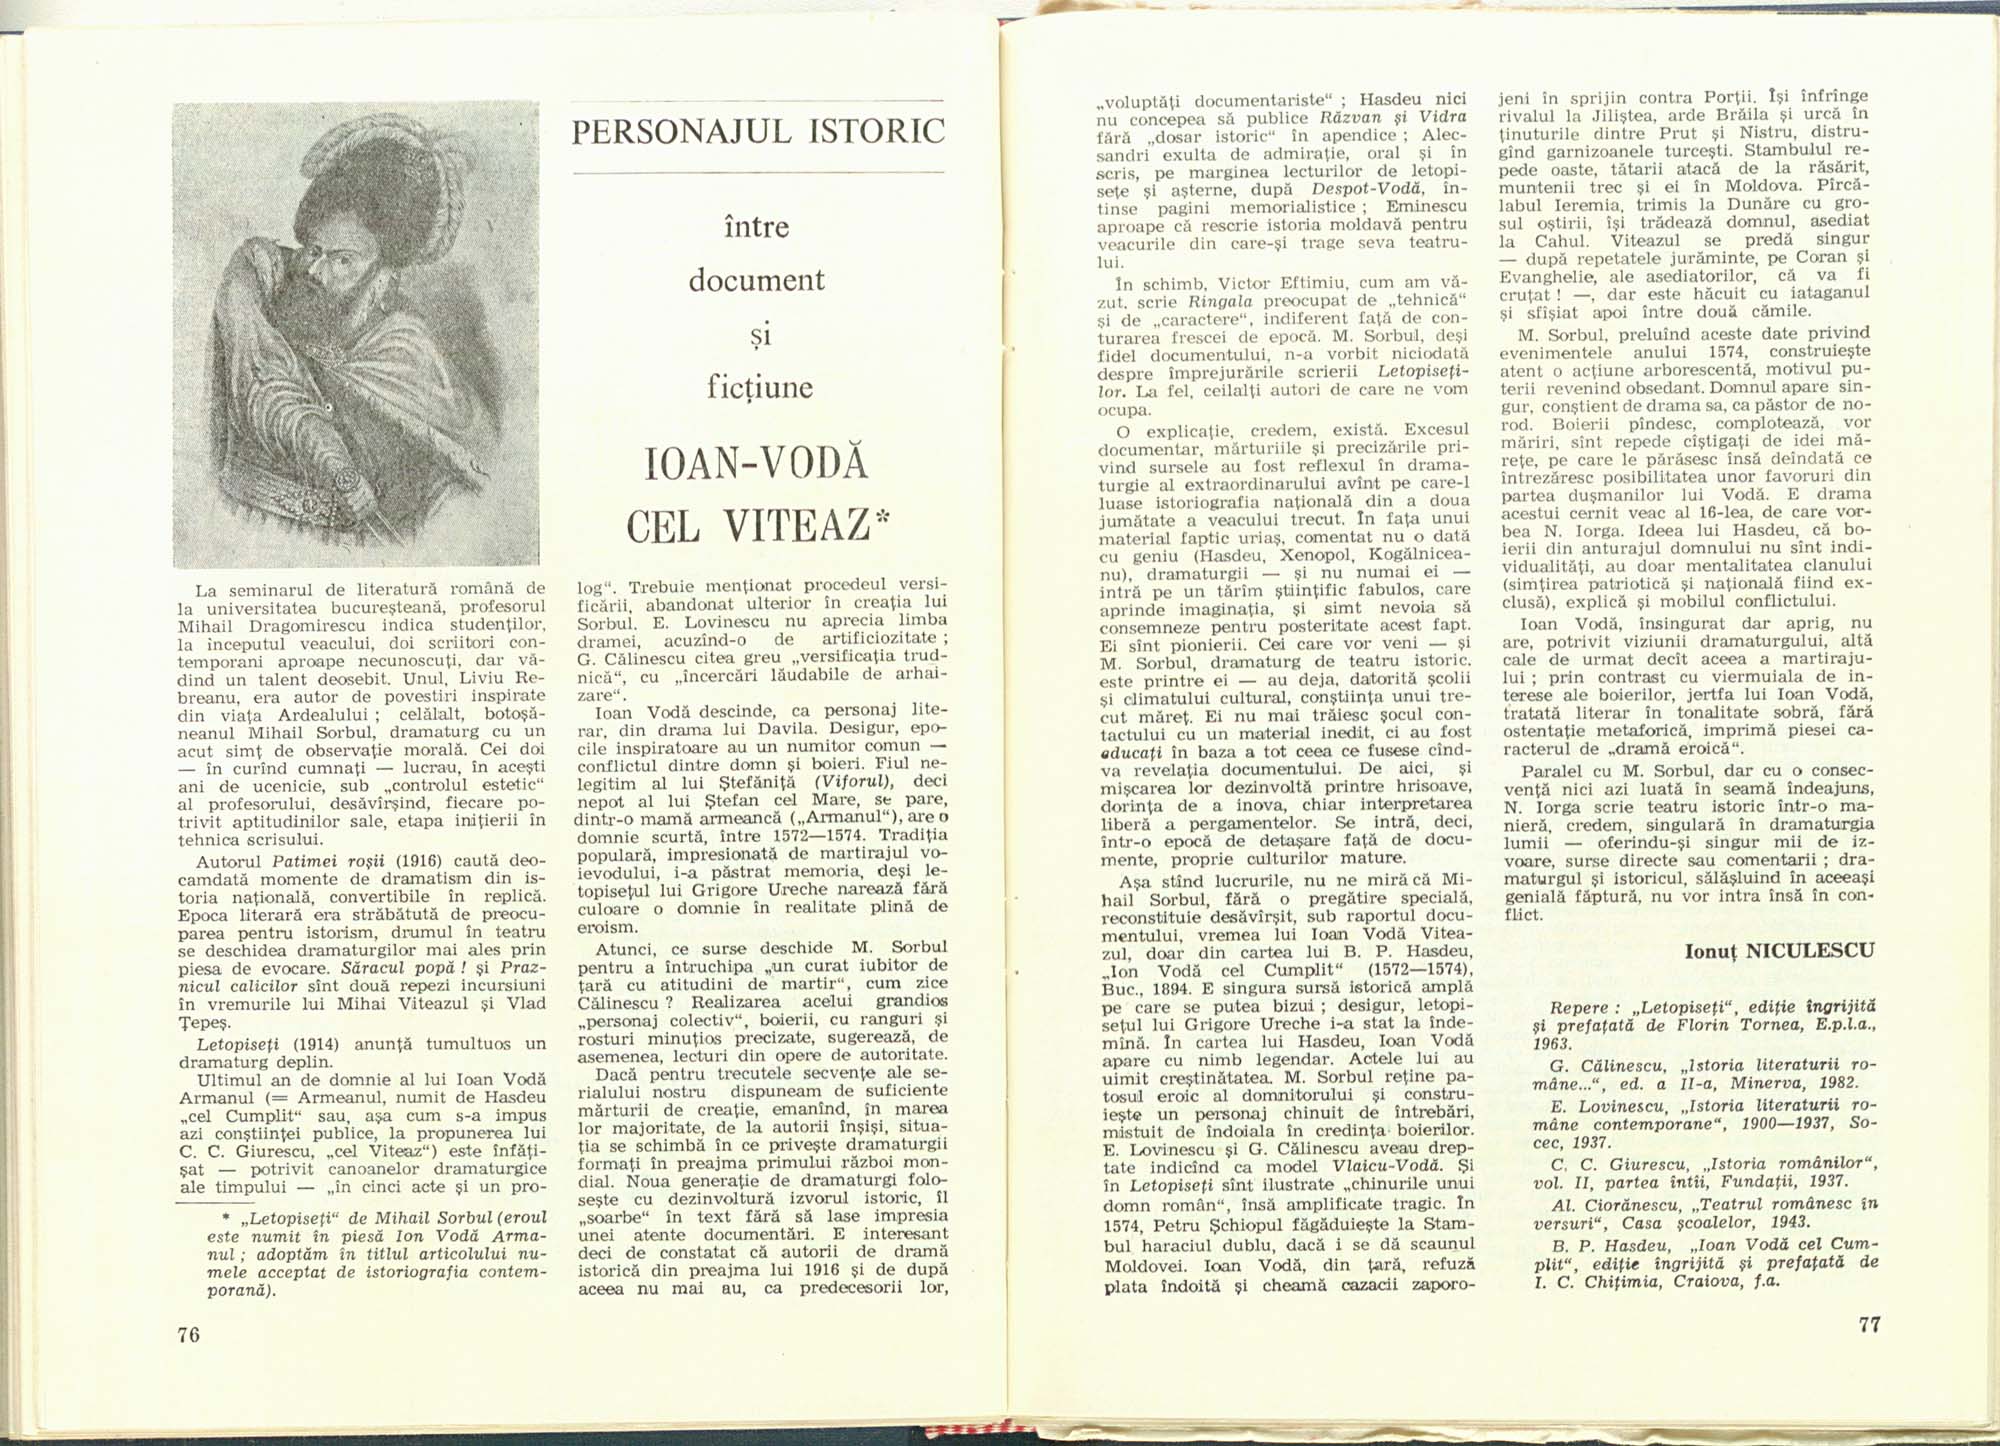 PERSONAJUL ISTORIC
între
document
și
ficțiune
IOAN-VODĂ
CEL VITEAZ*
La seminarul de literatură română de
la universitatea bucureșteană, profesorul
Mihail Dragomirescu indica studenților,
la începutul veacului, doi scriitori con-
temporani aproape necunoscuți, dar vă-
dind un talent deosebit. Unul, Liviu Re-
breanu, era autor de povestiri inspirate
din viața Ardealului ; celălalt, botoșă-
neanul Mihail Sorbul, dramaturg cu un
acut simț de observație morală. Cei doi
— în curînd cumnați — lucrau, în acești
ani de ucenicie, sub „controlul estetic“
al profesorului, desăvîrșind, fiecare po-
trivit aptitudinilor sale, etapa inițierii în
tehnica scrisului.
Autorul Patimei roșii (1916) caută deo-
camdată momente de dramatism din is-
toria națională, convertibile în replică.
Epoca literară era străbătută de preocu-
parea pentru istorism, drumul în teatru
se deschidea dramaturgilor mai ales prin
piesa de evocare. Săracul popă ! și Praz-
nicul calicilor sînt două repezi incursiuni
în vremurile lui Mihai Viteazul și Vlad
Țepeș.
Letopiseți (1914) anunță tumultuos un
dramaturg deplin.
Ultimul an de domnie al lui Ioan Vodă
Armanul (= Armeanul, numit de Hasdeu
„cel Cumplit“ sau, așa cum s-a impus
azi conștiinței publice, la propunerea lui
C. C. Giurescu, „cel Viteaz“) este înfăți-
șat — potrivit canoanelor dramaturgice
ale timpului — „în cinci acte și un pro-
* „Letopiseți“ de Mihail Sorbul (eroul
este numit în piesă Ion Vodă Arma-
nul ; adoptăm în titlul articolului nu-
mele acceptat de istoriografia contem-
porană).
76
log“. Trebuie menționat procedeul versi-
ficării, abandonat ulterior în creația lui
Sorbul. E. Lovinescu nu aprecia limba
dramei, acuzînd-o de artificiozitate ;
G. Călinescu citea greu „versificația trud-
nică“, cu „încercări lăudabile de arhai-
zare“.
Ioan Vodă descinde, ca personaj lite-
rar, din drama lui Davila. Desigur, epo-
cile inspiratoare au un numitor comun —
conflictul dintre domn și boieri. Fiul ne-
legitim al lui Ștefăniță (Viforul), deci
nepot al lui Ștefan cel Mare, se pare,
dintr-o mamă armeancă („Armanul“), are o
domnie scurtă, între 1572—1574. Tradiția
populară, impresionată de martirajul vo-
ievodului, i-a păstrat memoria, deși le-
topisețul lui Grigore Ureche narează fără
culoare o domnie în realitate plină de
eroism.
Atunci, ce surse deschide M. Sorbul
pentru a întruchipa „un curat iubitor de
țară cu atitudini de martir“, cum zice
Călinescu ? Realizarea acelui grandios
„personaj colectiv“, boierii, cu ranguri și
rosturi minuțios precizate, sugerează, de
asemenea, lecturi din opere de autoritate.
Dacă pentru trecutele secvențe ale se-
rialului nostru dispuneam de suficiente
mărturii de creație, emanînd, în marea
lor majoritate, de la autorii înșiși, situa-
ția se schimbă în ce privește dramaturgii
formați în preajma primului război mon-
dial. Noua generație de dramaturgi folo-
sește cu dezinvoltură izvorul istoric, îl
„soarbe“ în text fără să lase impresia
unei atente documentări. E interesant
deci de constatat că autorii de dramă
istorică din preajma lui 1916 și de după
aceea nu mai au, ca predecesorii lor,
„voluptăți documentariste“ ; Hasdeu nici
nu concepea să publice Răzvan și Vidra
fără „dosar istoric“ în apendice ; Alec-
sandri exulta de admirație, oral și în
scris, pe marginea lecturilor de letopi-
sețe și așterne, după Despot-Vodă, în-
tinse pagini memorialistice ; Eminescu
aproape că rescrie istoria moldavă pentru
veacurile din care-și trage seva teatru-
lui.
În schimb, Victor Eftimiu, cum am vă-
zut, scrie Ringala preocupat de „tehnică“
și de „caractere“, indiferent față de con-
turarea frescei de epocă. M. Sorbul, deși
fidel documentului, n-a vorbit niciodată
despre împrejurările scrierii Letopiseți-
lor. La fel, ceilalți autori de care ne vom
ocupa.
O explicație, credem, există. Excesul
documentar, mărturiile și precizările pri-
vind sursele au fost reflexul în drama-
turgie al extraordinarului avînt pe care-l
luase istoriografia națională din a doua
jumătate a veacului trecut. În fața unui
material faptic uriaș, comentat nu o dată
cu geniu (Hasdeu, Xenopol, Kogălnicea-
nu), dramaturgii — și nu numai ei —
intră pe un tărîm științific fabulos, care
aprinde imaginația, și simt nevoia să
consemneze pentru posteritate acest fapt.
Ei sînt pionierii. Cei care vor veni — și
M. Sorbul, dramaturg de teatru istoric,
este printre ei — au deja, datorită școlii
și climatului cultural, conștiința unui tre-
cut măreț. Ei nu mai trăiesc șocul con-
tactului cu un material inedit, ci au fost
educați în baza a tot ceea ce fusese cînd-
va revelația documentului. De aici, și
mișcarea lor dezinvoltă printre hrisoave,
dorința de a inova, chiar interpretarea
liberă a pergamentelor. Se intră, deci,
într-o epocă de detașare față de docu-
mente, proprie culturilor mature.
Așa stînd lucrurile, nu ne miră că Mi-
hail Sorbul, fără o pregătire specială,
reconstituie desăvîrșit, sub raportul docu-
mentului, vremea lui Ioan Vodă Vitea-
zul, doar din cartea lui B. P. Hasdeu,
„Ion Vodă cel Cumplit“ (1572—1574),
Buc., 1894. E singura sursă istorică amplă
pe care se putea bizui ; desigur, letopi-
sețul lui Grigore Ureche i-a stat la înde-
mînă. În cartea lui Hasdeu, Ioan Vodă
apare cu nimb legendar. Actele lui au
uimit creștinătatea. M. Sorbul reține pa-
tosul eroic al domnitorului și constru-
iește un personaj chinuit de întrebări,
mistuit de îndoiala în credința boierilor.
E. Lovinescu și G. Călinescu aveau drep-
tate indicînd ca model Vlaicu-Vodă. Și
în Letopiseți sînt ilustrate „chinurile unui
domn român“, însă amplificate tragic. În
1574, Petru Șchiopul făgăduiește la Stam-
bul haraciul dublu, dacă i se dă scaunul
Moldovei. Ioan Vodă, din țară, refuză
plata îndoită și cheamă cazacii zaporo-
jeni în sprijin contra Porții. Își înfrînge
rivalul la Jiliștea, arde Brăila și urcă în
ținuturile dintre Prut și Nistru, distru-
gînd garnizoanele turcești. Stambulul re-
pede oaste, tătarii atacă de la răsărit,
muntenii trec și ei în Moldova. Pîrcă-
labul Ieremia, trimis la Dunăre cu gro-
sul oștirii, își trădează domnul, asediat
la Cahul. Viteazul se predă singur
— după repetatele jurăminte, pe Coran și
Evanghelie, ale asediatorilor, că va fi
cruțat ! —, dar este hăcuit cu iataganul
și sfîșiat apoi între două cămile.
M. Sorbul, preluînd aceste date privind
evenimentele anului 1574, construiește
atent o acțiune arborescentă, motivul pu-
terii revenind obsedant. Domnul apare sin-
gur, conștient de drama sa, ca păstor de no-
rod. Boierii pîndesc, complotează, vor
măriri, sînt repede cîștigați de idei mă-
rețe, pe care le părăsesc însă deîndată ce
întrezăresc posibilitatea unor favoruri din
partea dușmanilor lui Vodă. E drama
acestui cernit veac al 16-lea, de care vor-
bea N. Iorga. Ideea lui Hasdeu, că bo-
ierii din anturajul domnului nu sînt indi-
vidualități, au doar mentalitatea clanului
(simțirea patriotică și națională fiind ex-
clusă), explică și mobilul conflictului.
Ioan Vodă, însingurat dar aprig, nu
are, potrivit viziunii dramaturgului, altă
cale de urmat decît aceea a martiraju-
lui ; prin contrast cu viermuiala de in-
terese ale boierilor, jertfa lui Ioan Vodă,
tratată literar în tonalitate sobră, fără
ostentație metaforică, imprimă piesei ca-
racterul de „dramă eroică“.
Paralel cu M. Sorbul, dar cu o consec-
vență nici azi luată în seamă îndeajuns,
N. Iorga scrie teatru istoric într-o ma-
nieră, credem, singulară în dramaturgia
lumii — oferindu-și singur mii de iz-
voare, surse directe sau comentarii ; dra-
maturgul și istoricul, sălășluind în aceeași
genială făptură, nu vor intra însă în con-
flict.
Ionuț NICULESCU
Repere : „Letopiseți“, ediție îngrijită
și prefațată de Florin Tornea, E.p.l.a.,
1963.
G. Călinescu, „Istoria literaturii ro-
mâne...“, ed. a II-a, Minerva, 1982.
E. Lovinescu, „Istoria literaturii ro-
mâne contemporane“, 1900—1937, So-
cec, 1937.
C. C. Giurescu, „Istoria românilor“,
vol. II, partea întîi, Fundații, 1937.
Al. Ciorănescu, „Teatrul românesc în
versuri“, Casa școalelor, 1943.
B. P. Hasdeu, „Ioan Vodă cel Cum-
plit“, ediție îngrijită și prefațată de
I. C. Chițimia, Craiova, f.a.
77